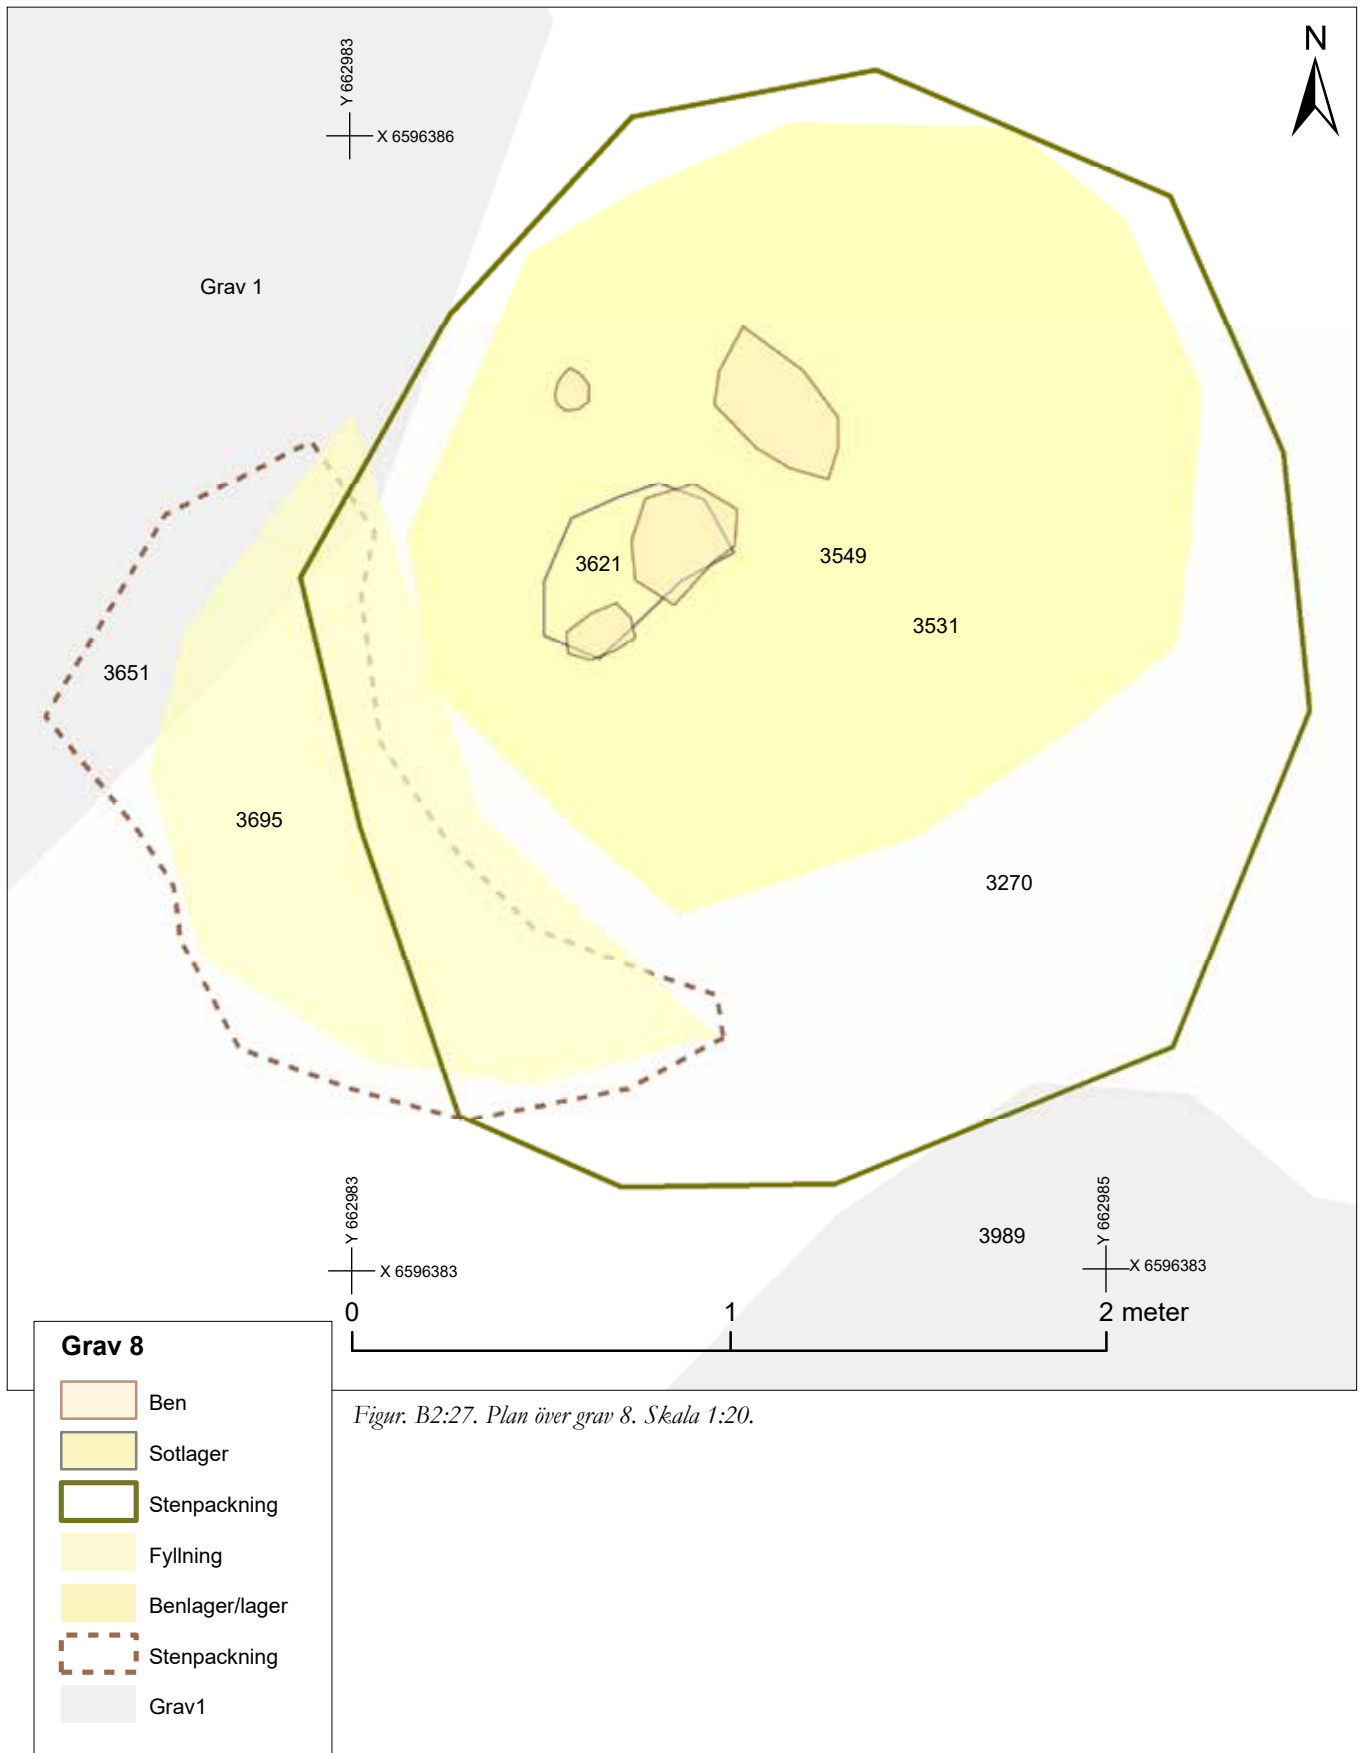 N
Y 662983
X 6596386
Grav 1
3621
3549
3531
3651
3695
3270
3989
Y 662983
X 6596383
Y 662985
X 6596383
0 1 2 meter
Grav 8
Ben
Sotlager
Stenpackning
Fyllning
Benlager/lager
Stenpackning
Grav1
Figur. B2:27. Plan över grav 8. Skala 1:20.